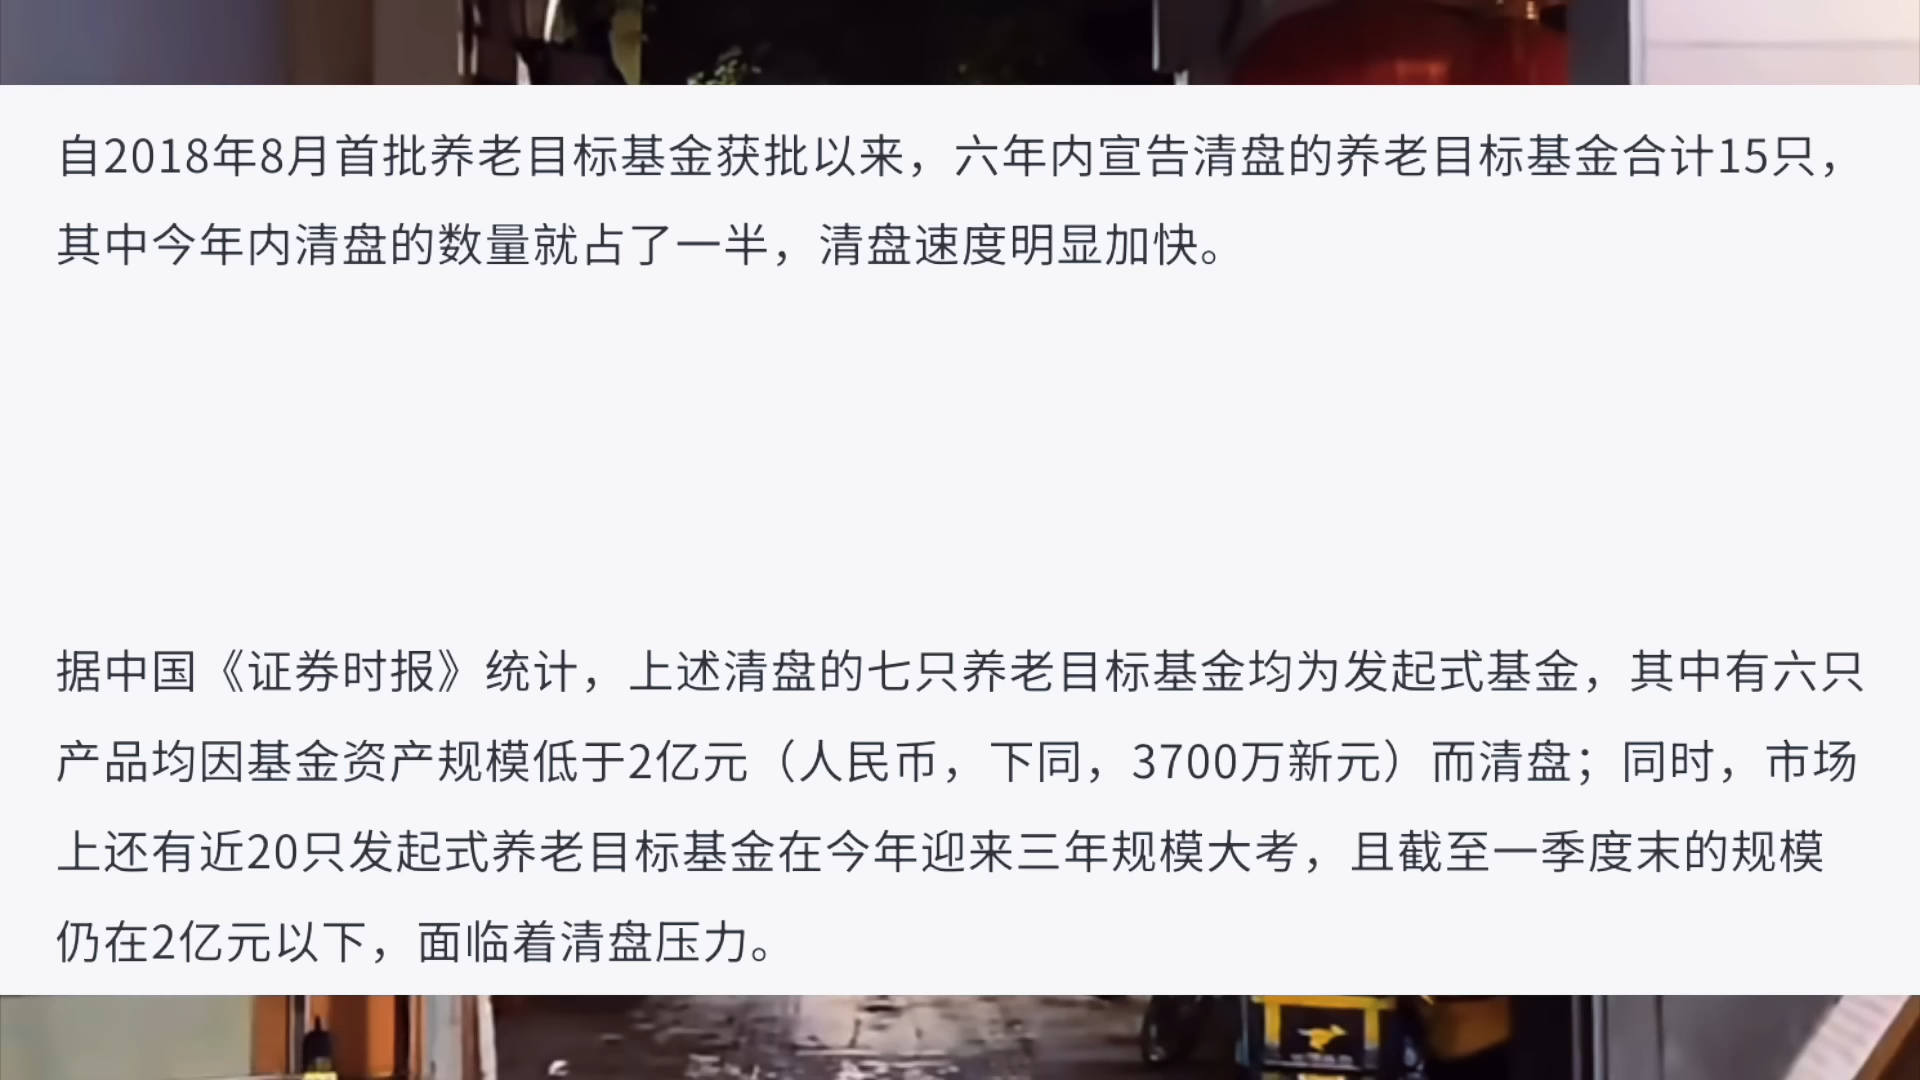 自2018年8月首批养老目标基金获批以来，六年内宣告清盘的养老目标基金合计15只，
其中今年内清盘的数量就占了一半，清盘速度明显加快。
据中国《证券时报》统计，上述清盘的七只养老目标基金均为发起式基金，其中有六只
产品均因基金资产规模低于2亿元（人民币，下同，3700万新元）而清盘；同时，市场
上还有近20只发起式养老目标基金在今年迎来三年规模大考，且截至一季度末的规模
仍在2亿元以下，面临着清盘压力。